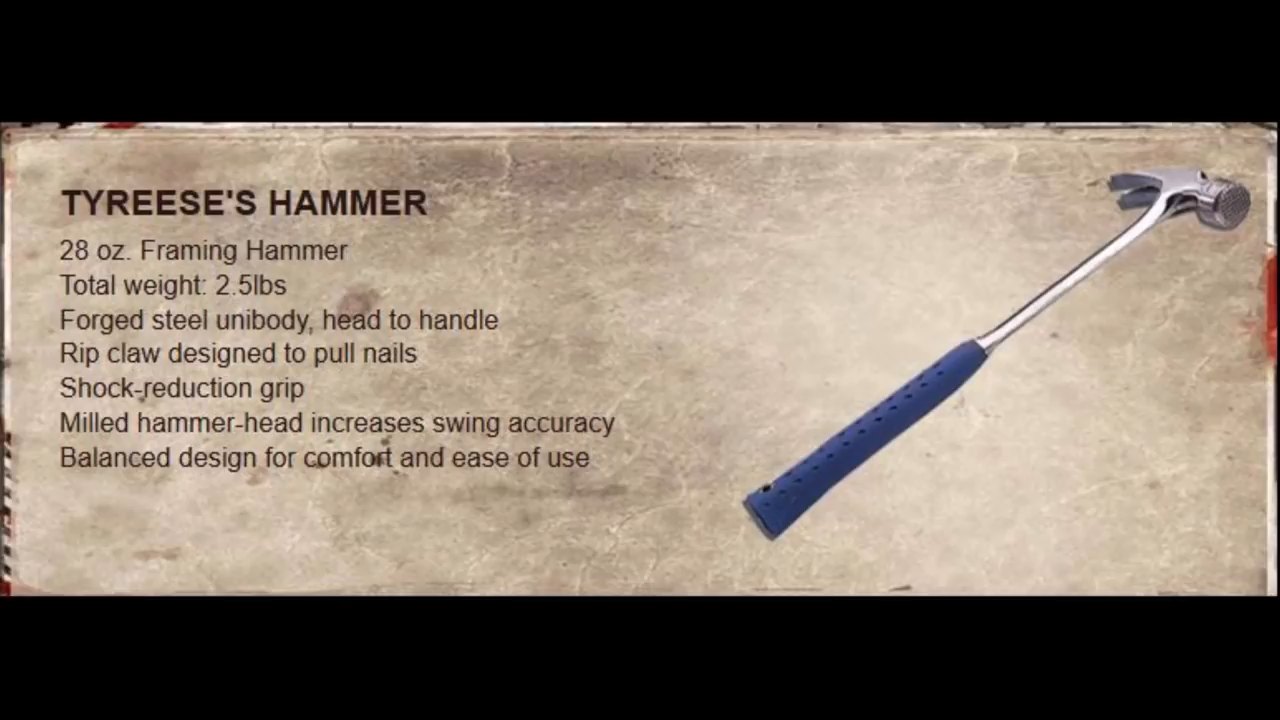 TYREESE'S HAMMER
28 oz. Framing Hammer
Total weight: 2.5lbs
Forged steel unibody, head to handle
Rip claw designed to pull nails
Shock-reduction grip
Milled hammer-head increases swing accuracy
Balanced design for comfort and ease of use